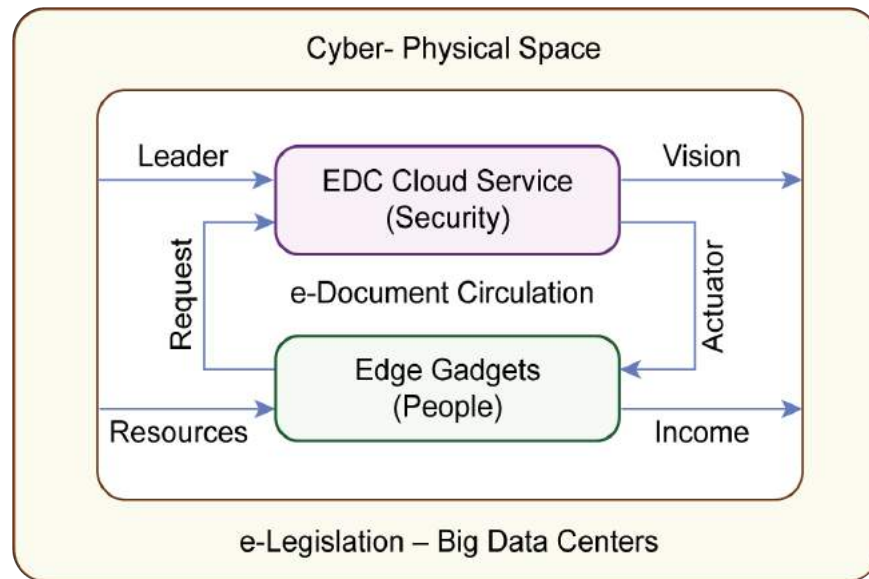 Cyber- Physical Space
Leader
Vision
EDC Cloud Service
(Security)
Request
e-Document Circulation
Actuator
Edge Gadgets
(People)
Resources
Income
e-Legislation – Big Data Centers